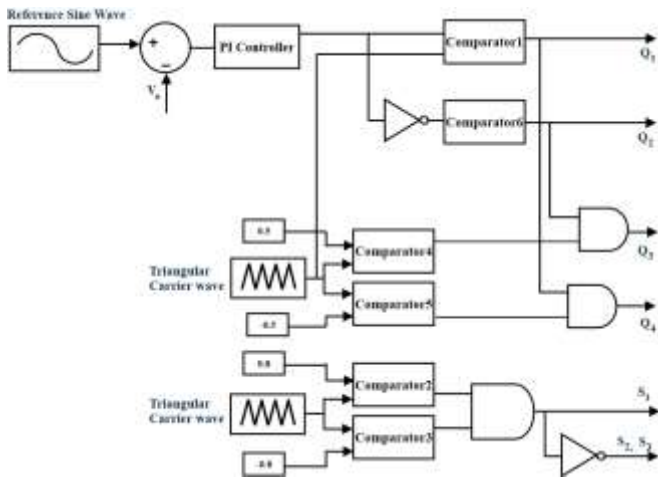 Reference Sine Wave
+
−
PI Controller
Comparator1
Q1
Vo
Comparator6
Q2
0.5
Comparator4
Q3
Triangular
Carrier wave
Comparator5
-0.5
Q4
0.8
Comparator2
S1
Triangular
Carrier wave
Comparator3
S2, S3
-0.8